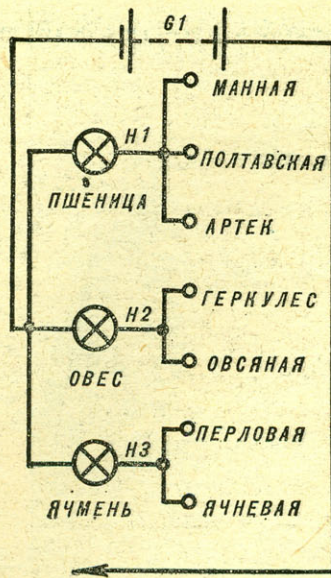 G1
МАННАЯ
H1
ПОЛТАВСКАЯ
ПШЕНИЦА
АРТЕК
ГЕРКУЛЕС
H2
ОВСЯНАЯ
ОВЕС
ПЕРЛОВАЯ
H3
ЯЧМЕНЬ
ЯЧНЕВАЯ